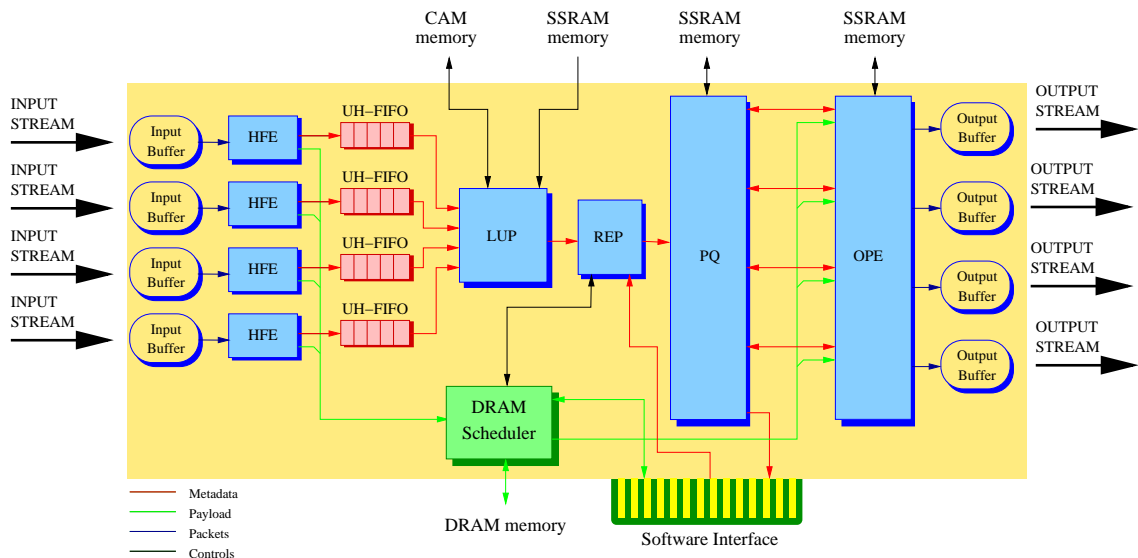 CAM
memory
SSRAM
memory
SSRAM
memory
SSRAM
memory
INPUT
STREAM
INPUT
STREAM
INPUT
STREAM
INPUT
STREAM
Input
Buffer
Input
Buffer
Input
Buffer
Input
Buffer
HFE
HFE
HFE
HFE
UH-FIFO
UH-FIFO
UH-FIFO
UH-FIFO
LUP
REP
PQ
OPE
Output
Buffer
Output
Buffer
Output
Buffer
Output
Buffer
OUTPUT
STREAM
OUTPUT
STREAM
OUTPUT
STREAM
OUTPUT
STREAM
DRAM
Scheduler
DRAM memory
Software Interface
Metadata
Payload
Packets
Controls